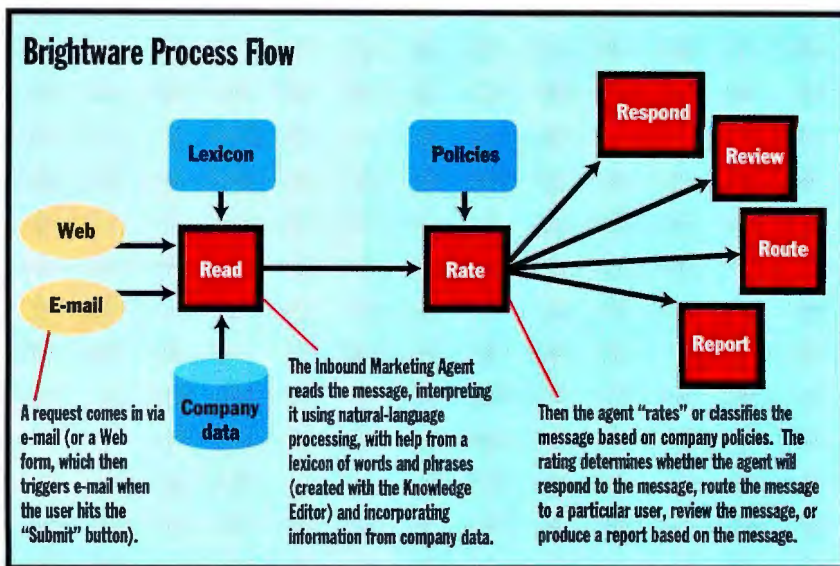 Brightware Process Flow
Lexicon
Policies
Respond
Review
Web
Read
Rate
Route
E-mail
Report
Company
data
A request comes in via
e-mail (or a Web
form, which then
triggers e-mail when
the user hits the
“Submit” button).
The Inbound Marketing Agent
reads the message, interpreting
it using natural-language
processing, with help from a
lexicon of words and phrases
(created with the Knowledge
Editor) and incorporating
information from company data.
Then the agent “rates” or classifies the
message based on company policies. The
rating determines whether the agent will
respond to the message, route the message
to a particular user, review the message, or
produce a report based on the message.